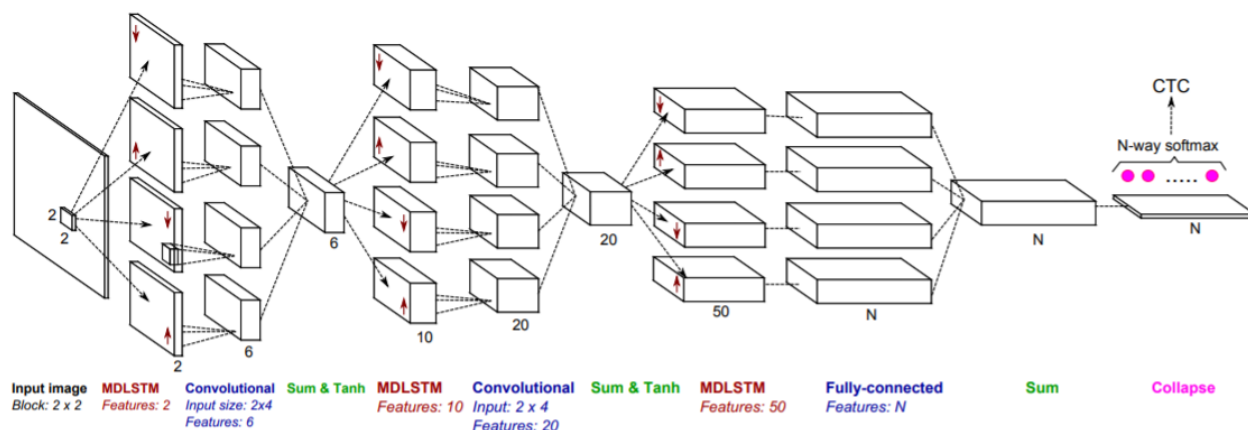 CTC
N-way softmax
.....
2
2
2
6
6
10
20
20
50
N
N
N
Input image
Block: 2 x 2
MDLSTM
Features: 2
Convolutional
Input size: 2x4
Features: 6
Sum & Tanh
MDLSTM
Features: 10
Convolutional
Input: 2 x 4
Features: 20
Sum & Tanh
MDLSTM
Features: 50
Fully-connected
Features: N
Sum
Collapse